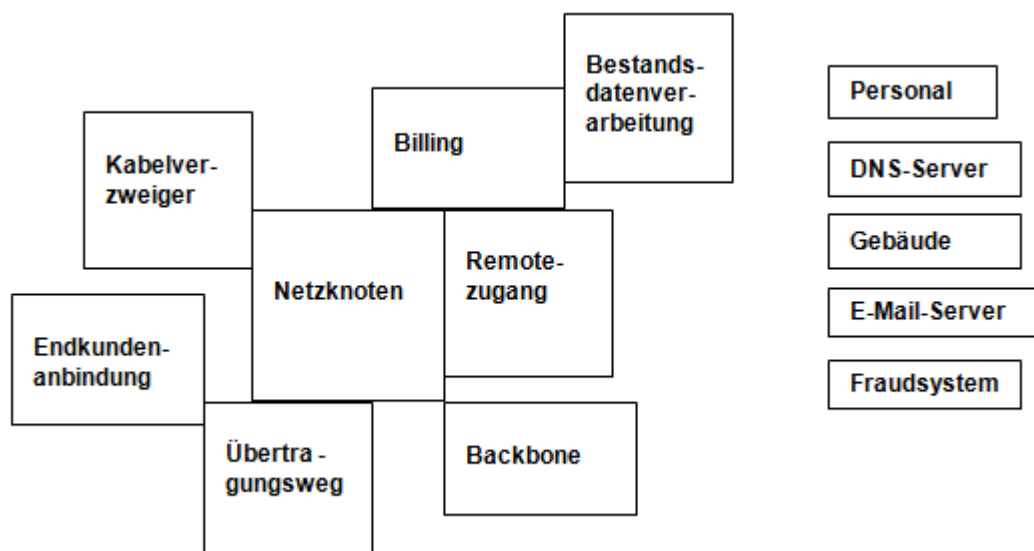 Bestands-
datenver-
arbeitung
Billing
Kabelver-
zweiger
Netzknoten
Remote-
zugang
Endkunden-
anbindung
Übertra -
gungsweg
Backbone
Personal
DNS-Server
Gebäude
E-Mail-Server
Fraudsystem